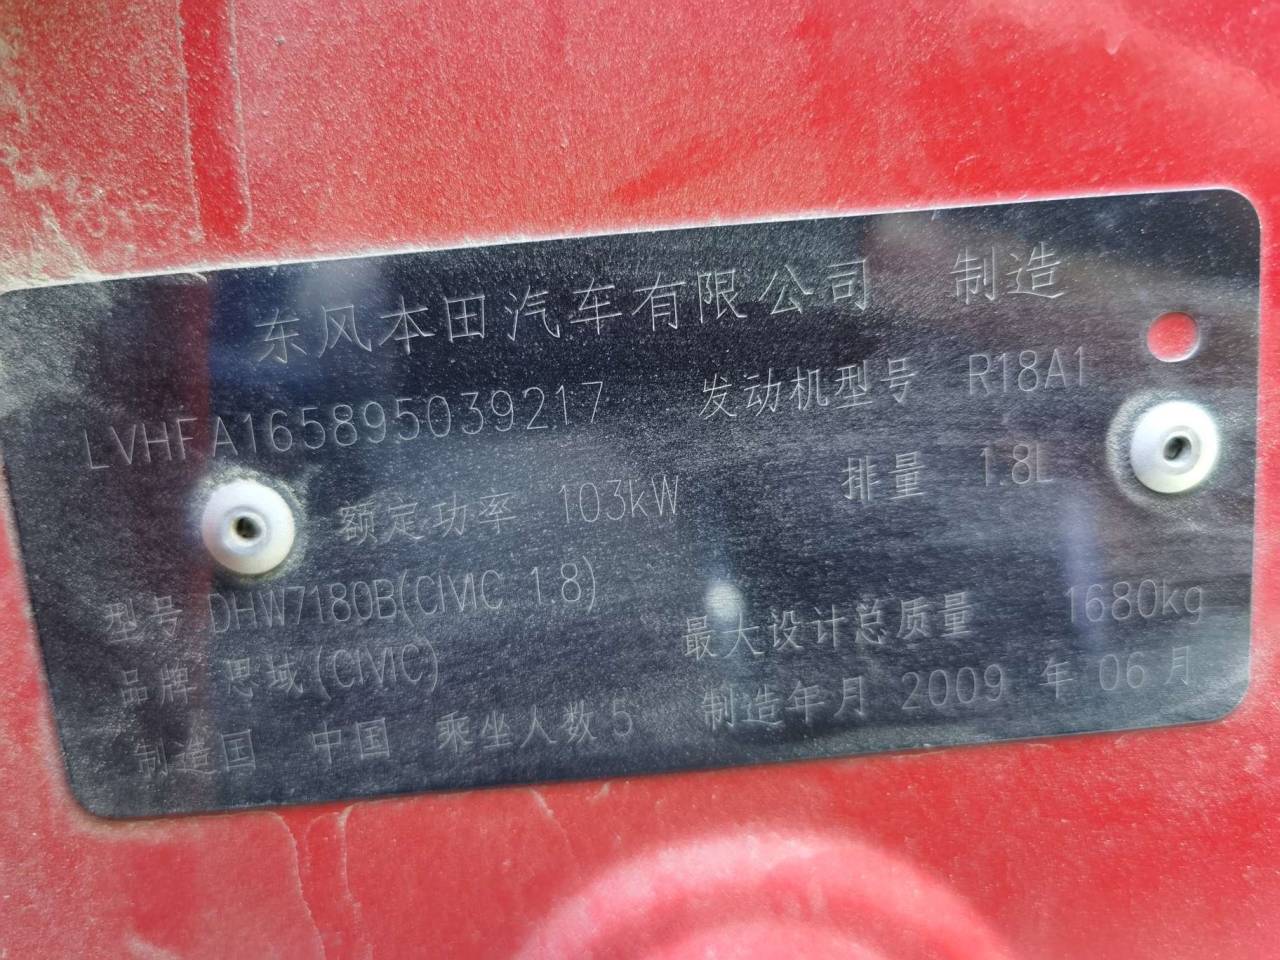 东风本田汽车有限公司 制造
LVHFA165895039217 发动机型号 R18A1
额定功率 103kW 排量 1.8L
型号 DHW7180B(CIVIC 1.8) 最大设计总质量 1680kg
品牌 思域(CIVIC) 制造年月 2009 年 06 月
制造国 中国 乘坐人数 5